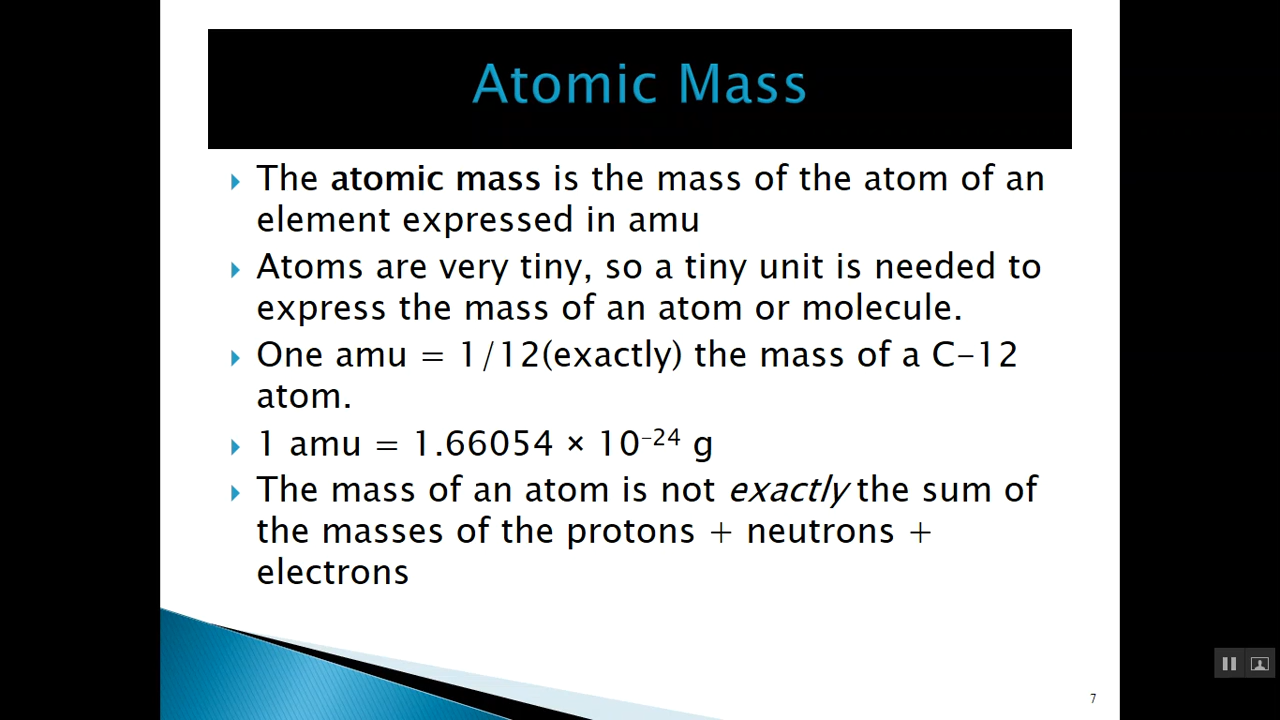 Atomic Mass
The atomic mass is the mass of the atom of an
element expressed in amu
Atoms are very tiny, so a tiny unit is needed to
express the mass of an atom or molecule.
One amu = 1/12(exactly) the mass of a C-12
atom.
1 amu = 1.66054 × 10⁻²⁴ g
The mass of an atom is not exactly the sum of
the masses of the protons + neutrons +
electrons
7